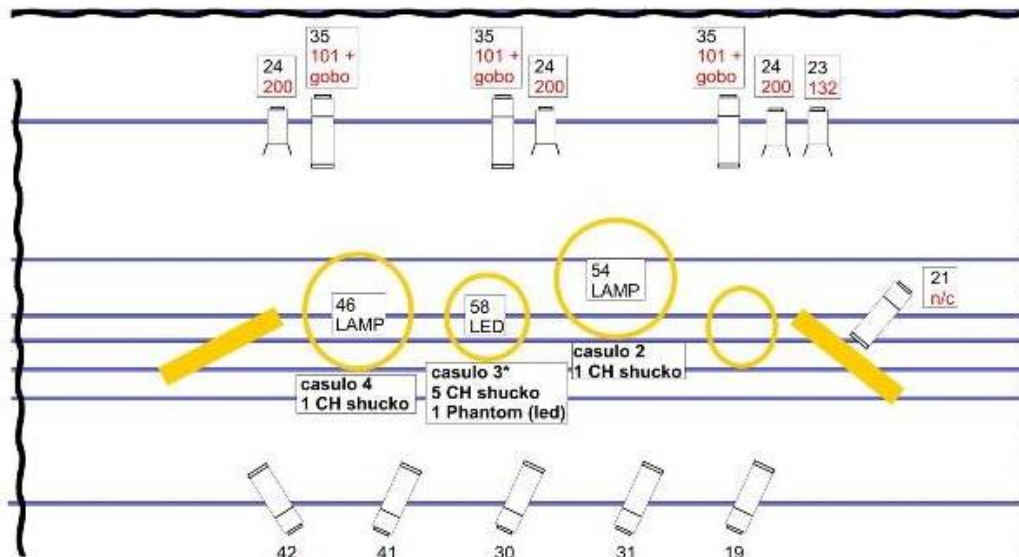 35
101 +
gobo
35
101 +
gobo
35
101 +
gobo
24
200
24
200
24
200
23
132
54
LAMP
21
n/c
46
LAMP
58
LED
casulo 2
1 CH shucko
casulo 4
1 CH shucko
casulo 3*
5 CH shucko
1 Phantom (led)
42
41
30
31
19